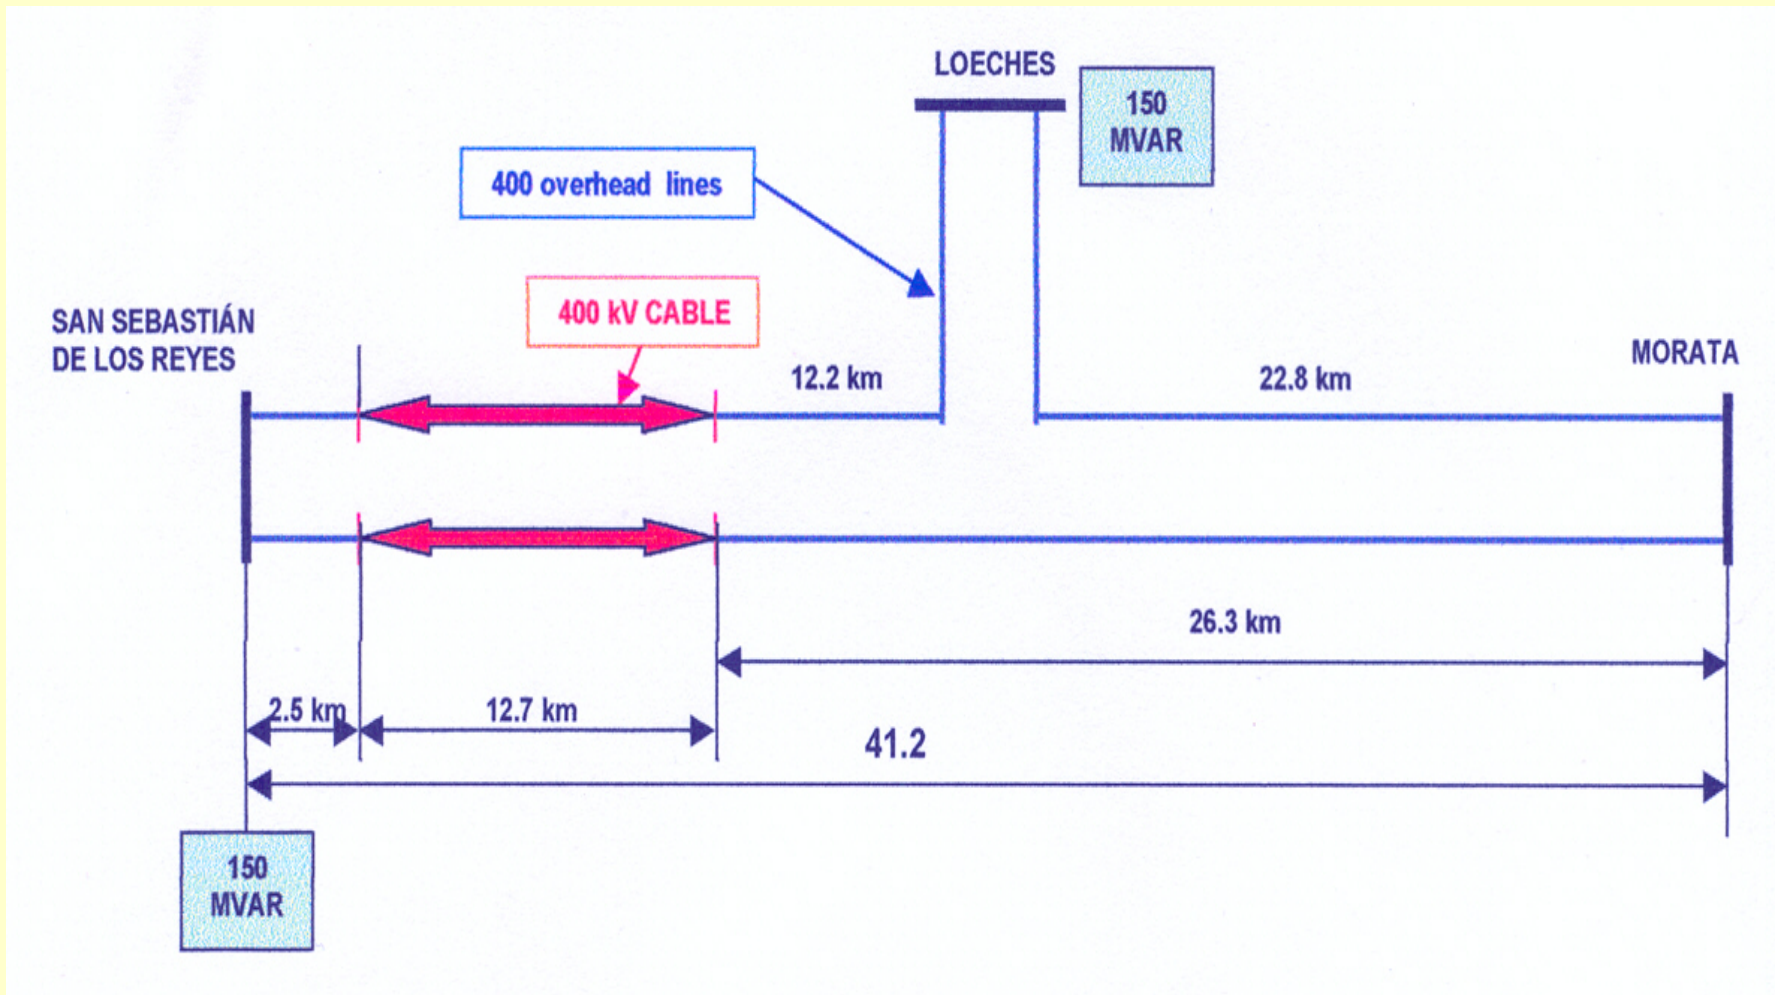 LOECHES
150
MVAR
400 overhead lines
400 kV CABLE
SAN SEBASTIÁN
DE LOS REYES
12.2 km
22.8 km
MORATA
26.3 km
2.5 km
12.7 km
41.2
150
MVAR